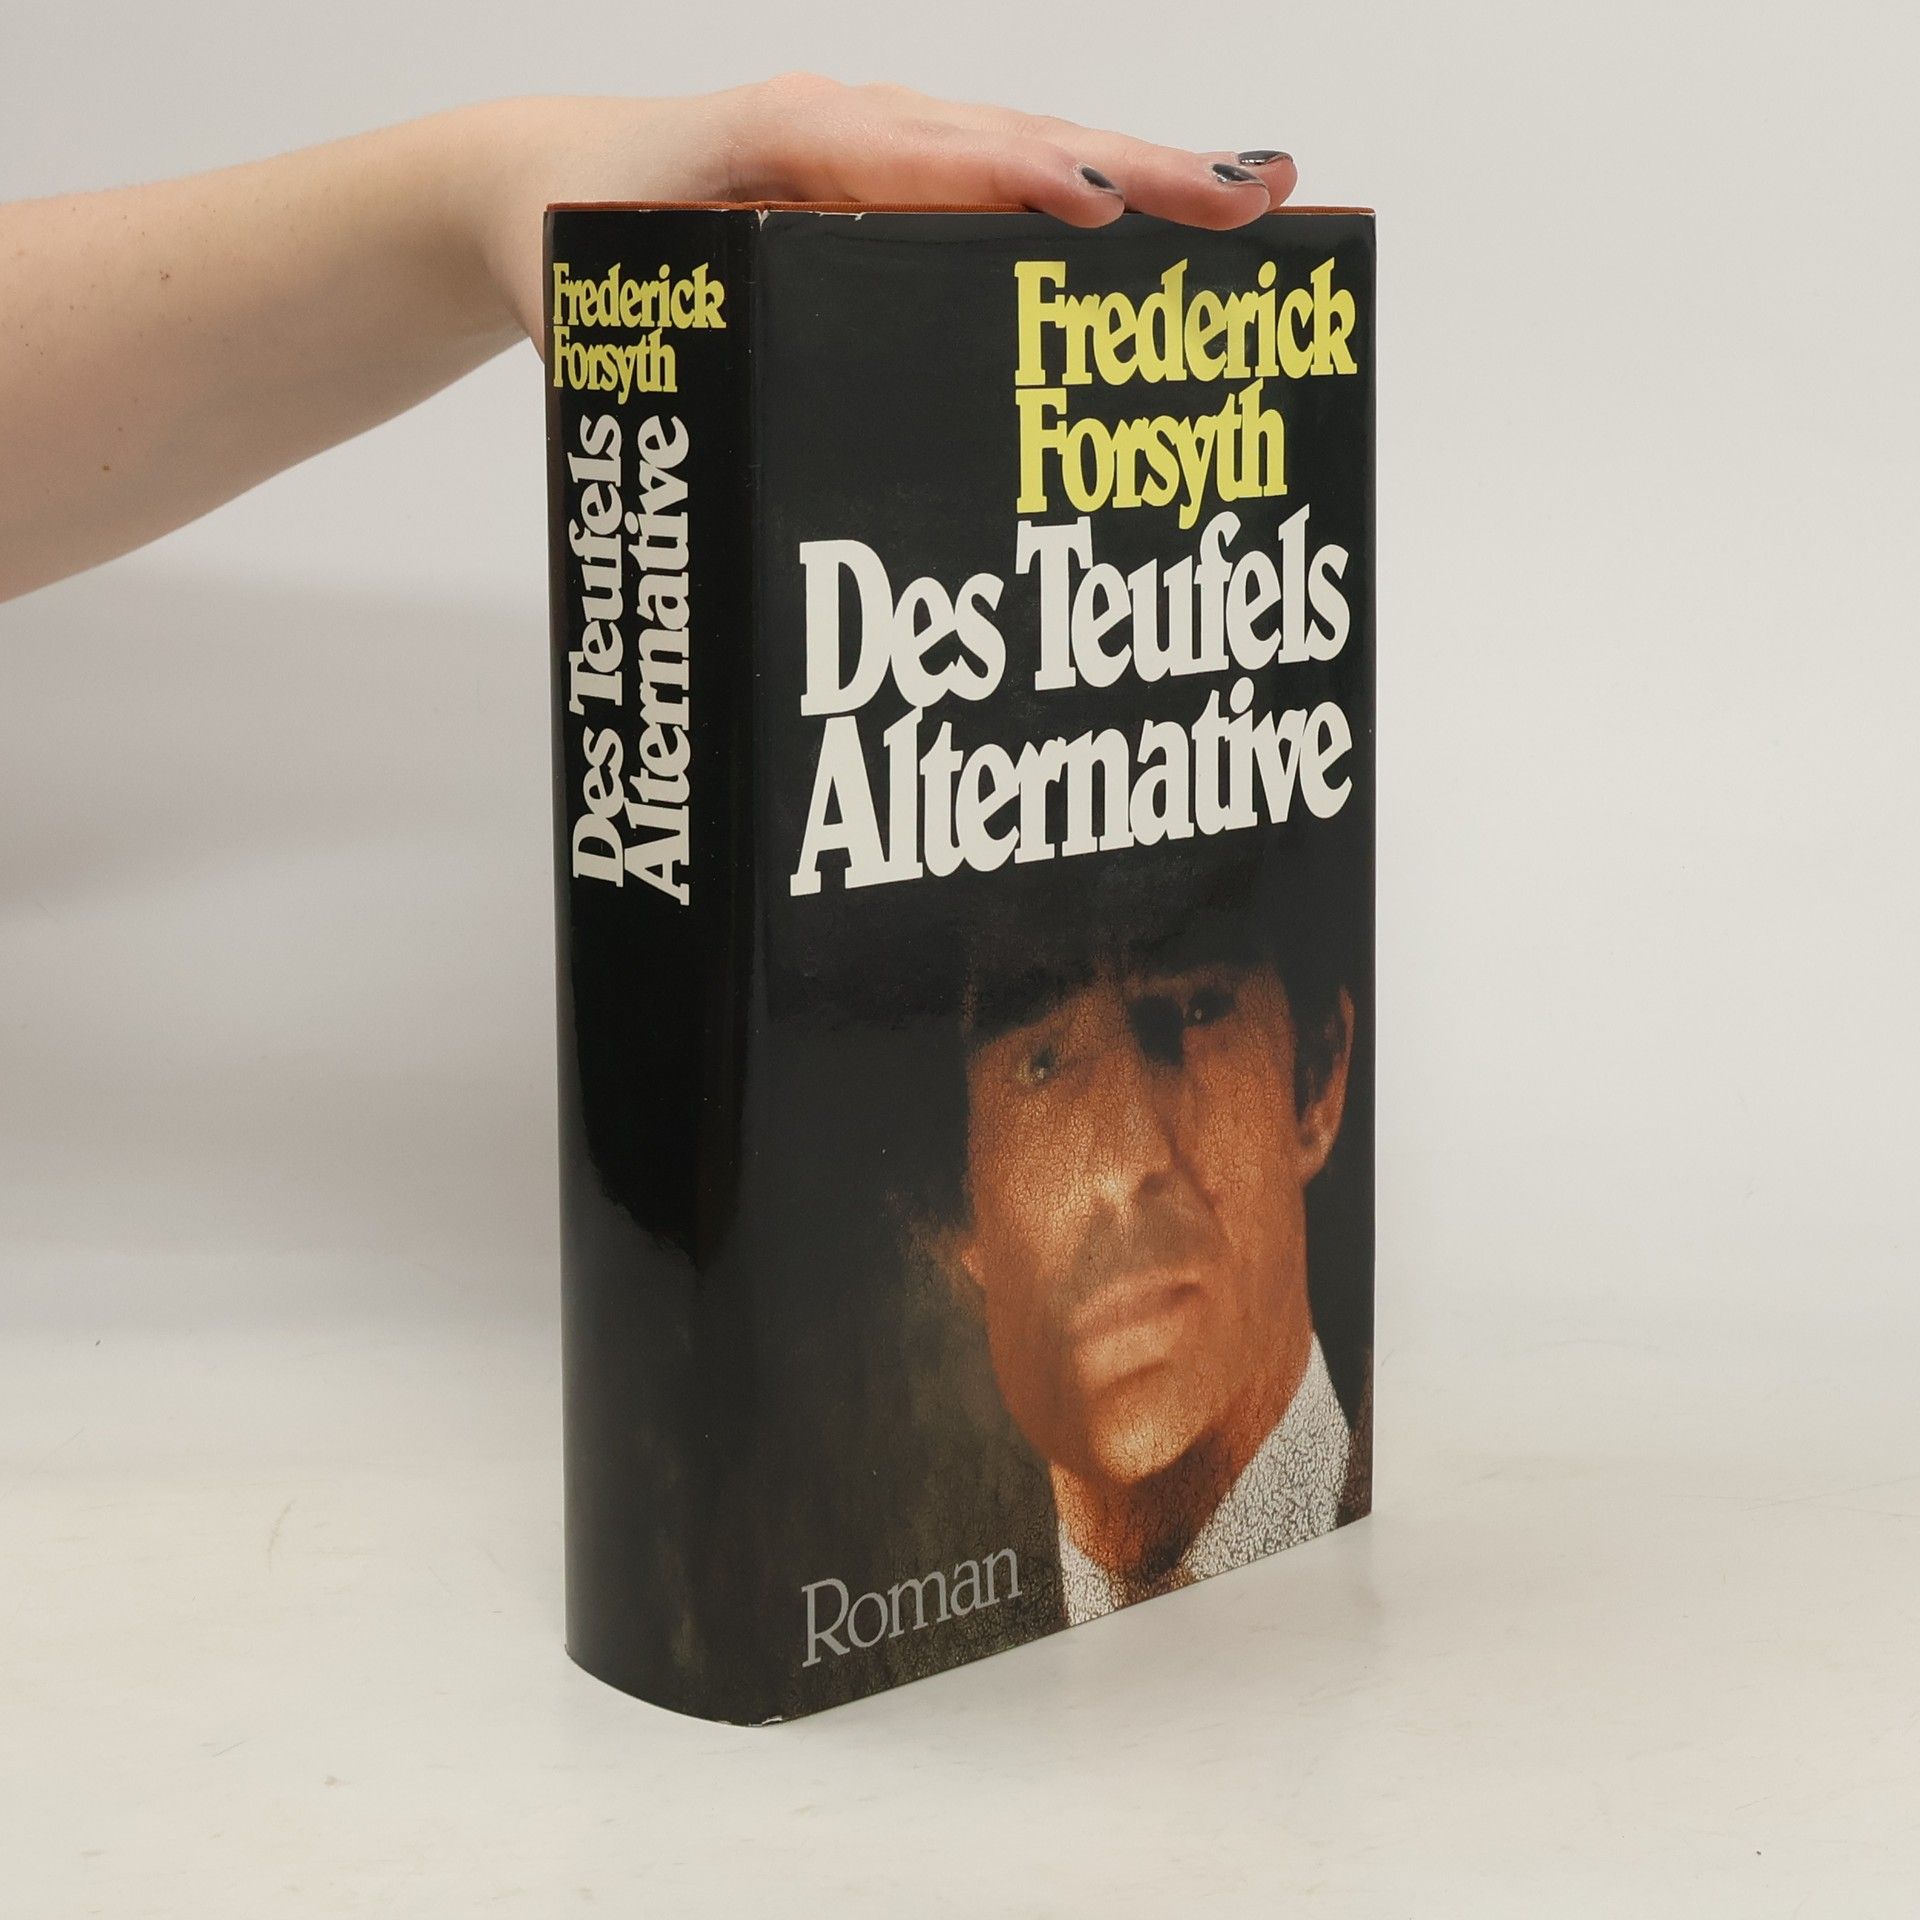 Frederick
Forsyth
Des Teufels
Alternative
Frederick
Forsyth
Des Teufels
Alternative
Roman